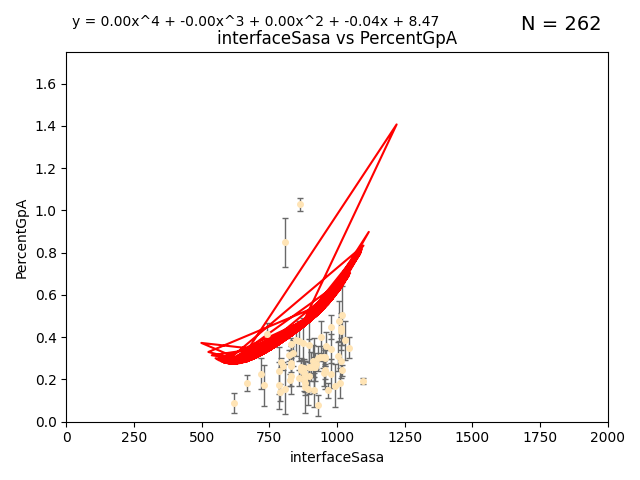 y = 0.00x^4 + -0.00x^3 + 0.00x^2 + -0.04x + 8.47
N = 262
interfaceSasa vs PercentGpA
PercentGpA
1.6
1.4
1.2
1.0
0.8
0.6
0.4
0.2
0.0
0 250 500 750 1000 1250 1500 1750 2000
interfaceSasa